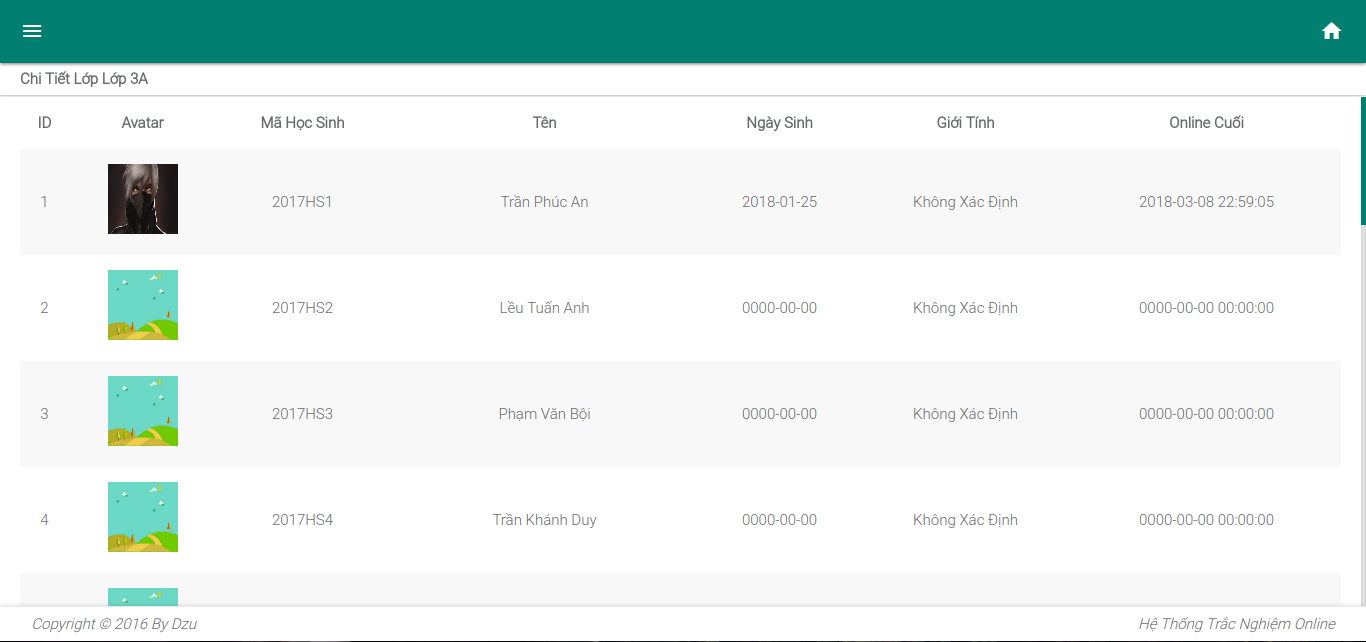 Chi Tiết Lớp Lớp 3A
ID Avatar Mã Học Sinh Tên Ngày Sinh Giới Tính Online Cuối
1 2017HS1 Trần Phúc An 2018-01-25 Không Xác Định 2018-03-08 22:59:05
2 2017HS2 Lều Tuấn Anh 0000-00-00 Không Xác Định 0000-00-00 00:00:00
3 2017HS3 Phạm Văn Bội 0000-00-00 Không Xác Định 0000-00-00 00:00:00
4 2017HS4 Trần Khánh Duy 0000-00-00 Không Xác Định 0000-00-00 00:00:00
Copyright © 2016 By Dzu Hệ Thống Trắc Nghiệm Online